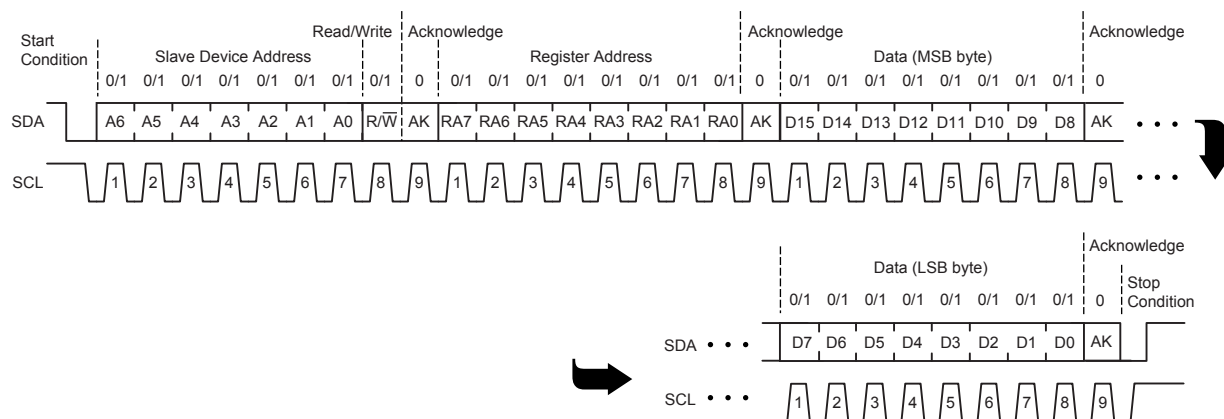 Read/Write Acknowledge Acknowledge Acknowledge
Start Condition
Slave Device Address Register Address Data (MSB byte)
0/1 0/1 0/1 0/1 0/1 0/1 0/1 0/1 0 0/1 0/1 0/1 0/1 0/1 0/1 0/1 0/1 0 0/1 0/1 0/1 0/1 0/1 0/1 0/1 0/1 0
SDA A6 A5 A4 A3 A2 A1 A0 R/W̅ AK RA7 RA6 RA5 RA4 RA3 RA2 RA1 RA0 AK D15 D14 D13 D12 D11 D10 D9 D8 AK • • •
SCL 1 2 3 4 5 6 7 8 9 1 2 3 4 5 6 7 8 9 1 2 3 4 5 6 7 8 9 • • •
Acknowledge
Data (LSB byte)
Stop Condition
0/1 0/1 0/1 0/1 0/1 0/1 0/1 0/1 0
SDA • • • D7 D6 D5 D4 D3 D2 D1 D0 AK
SCL • • • 1 2 3 4 5 6 7 8 9